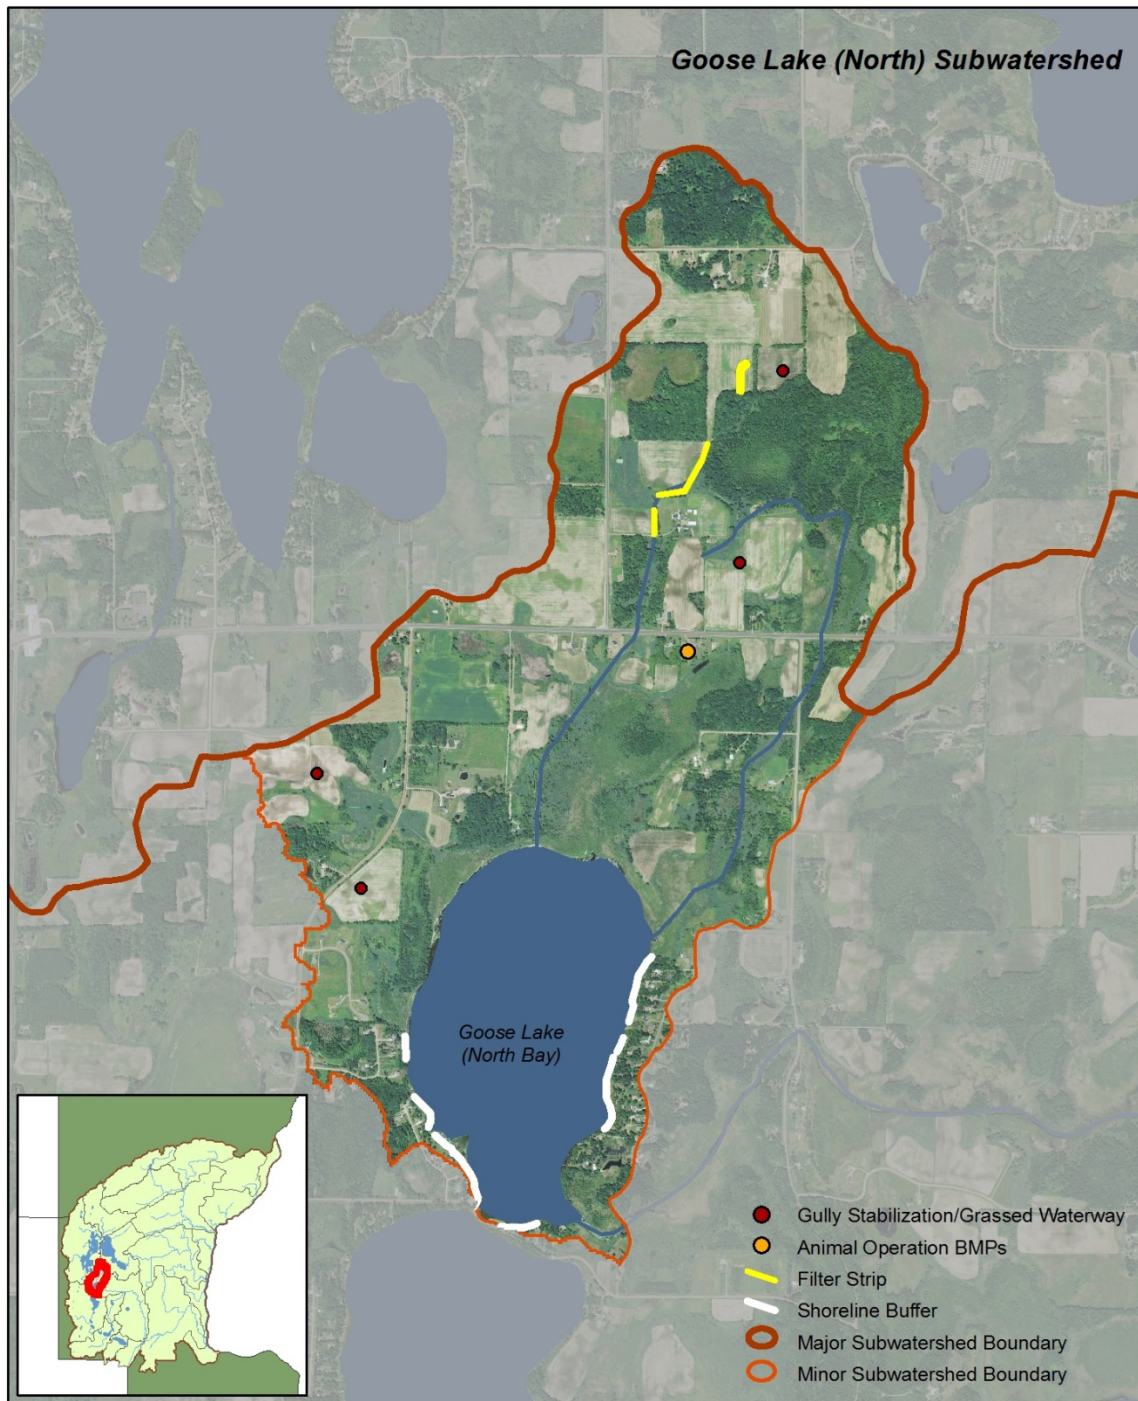 Goose Lake (North) Subwatershed
Goose Lake
(North Bay)
Gully Stabilization/Grassed Waterway
Animal Operation BMPs
Filter Strip
Shoreline Buffer
Major Subwatershed Boundary
Minor Subwatershed Boundary